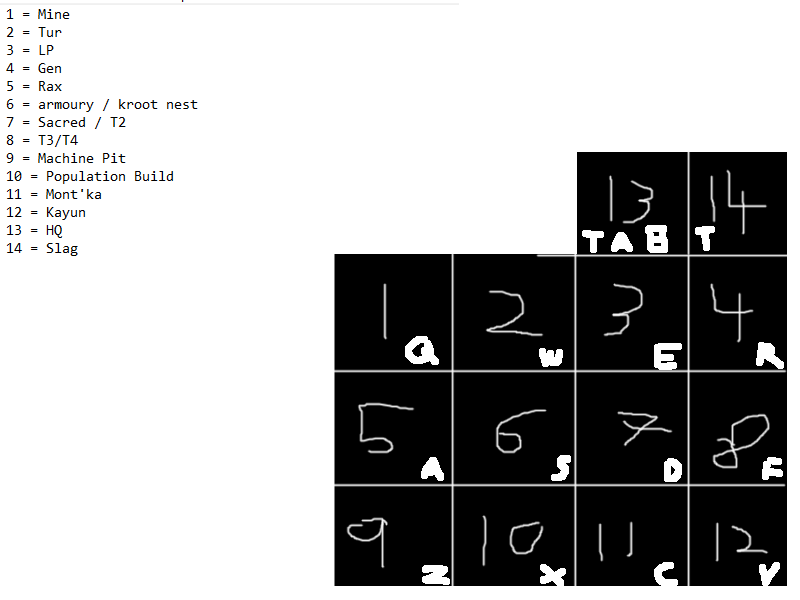 1 = Mine
2 = Tur
3 = LP
4 = Gen
5 = Rax
6 = armoury / kroot nest
7 = Sacred / T2
8 = T3/T4
9 = Machine Pit
10 = Population Build
11 = Mont'ka
12 = Kayun
13 = HQ
14 = Slag
13 14
TAB T
1 2 3 4
Q W E R
5 6 7 8
A S D F
9 10 11 12
Z X C V